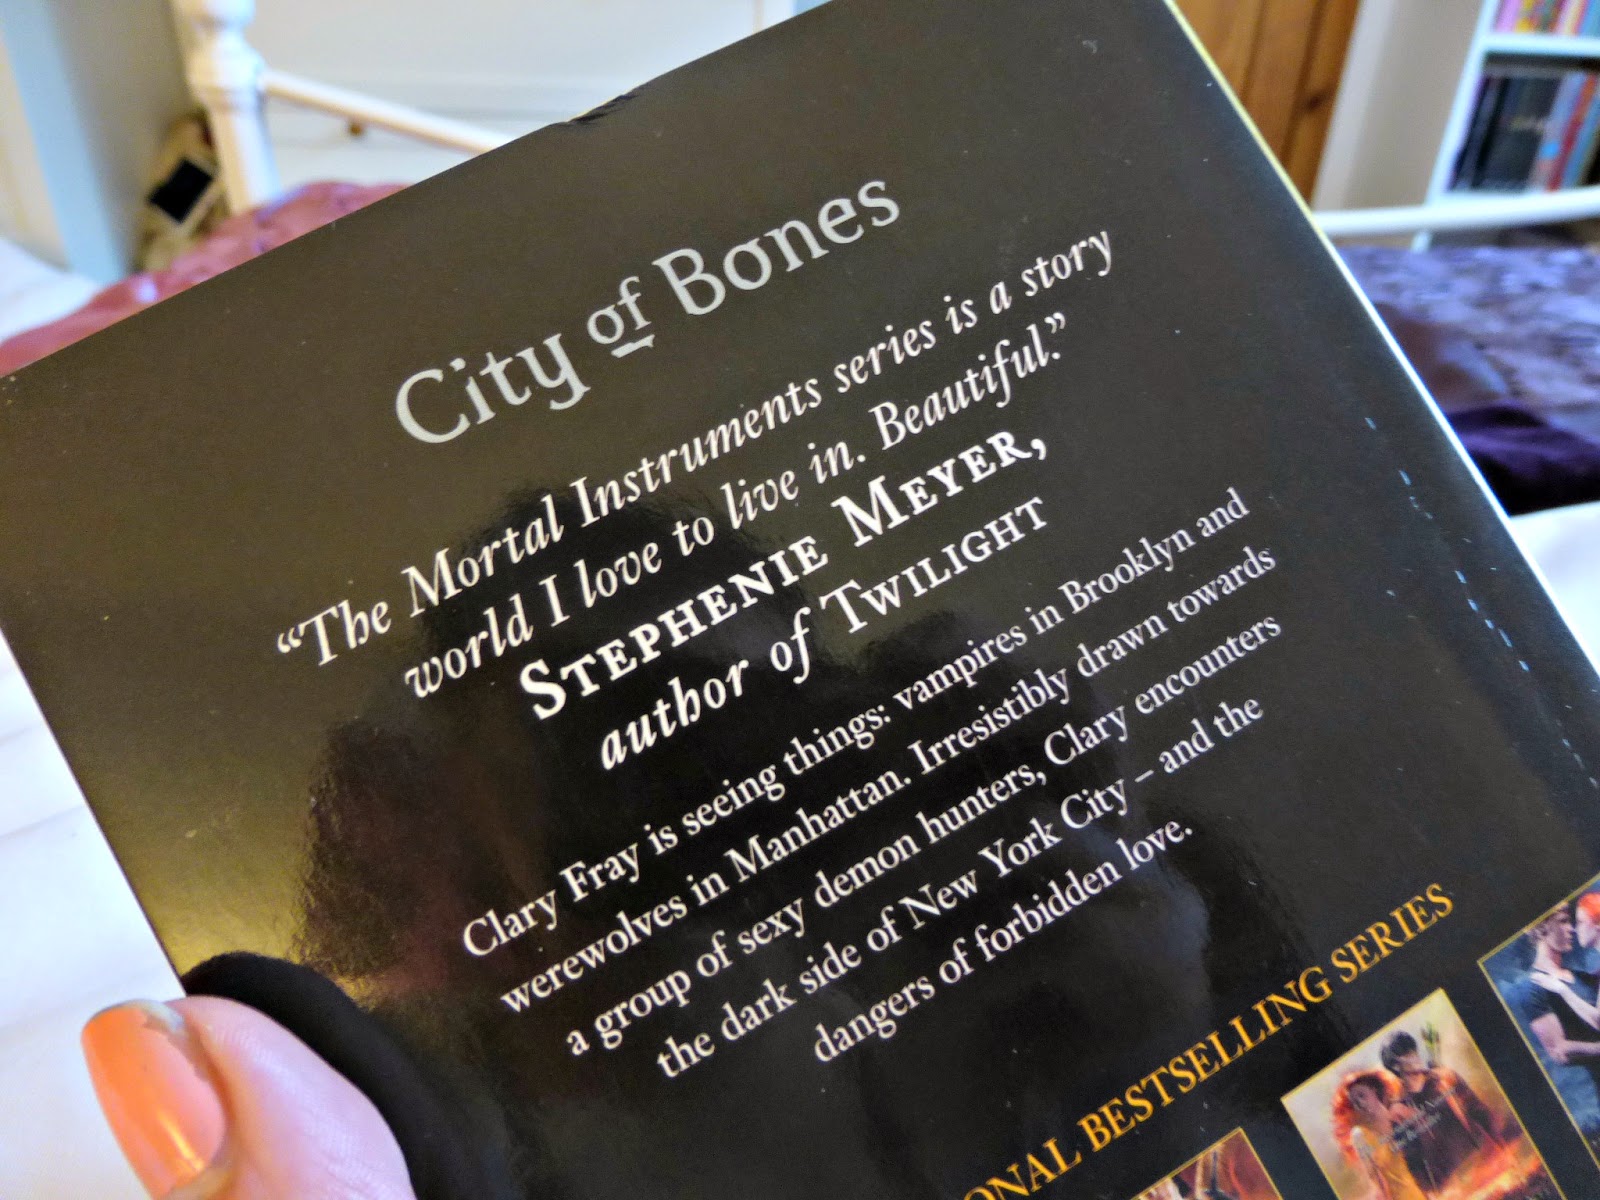 City of Bones
“The Mortal Instruments series is a story
world I love to live in. Beautiful.”
STEPHENIE MEYER,
author of TWILIGHT
Clary Fray is seeing things: vampires in Brooklyn and
werewolves in Manhattan. Irresistibly drawn towards
a group of sexy demon hunters, Clary encounters
the dark side of New York City – and the
dangers of forbidden love.
BESTSELLING SERIES